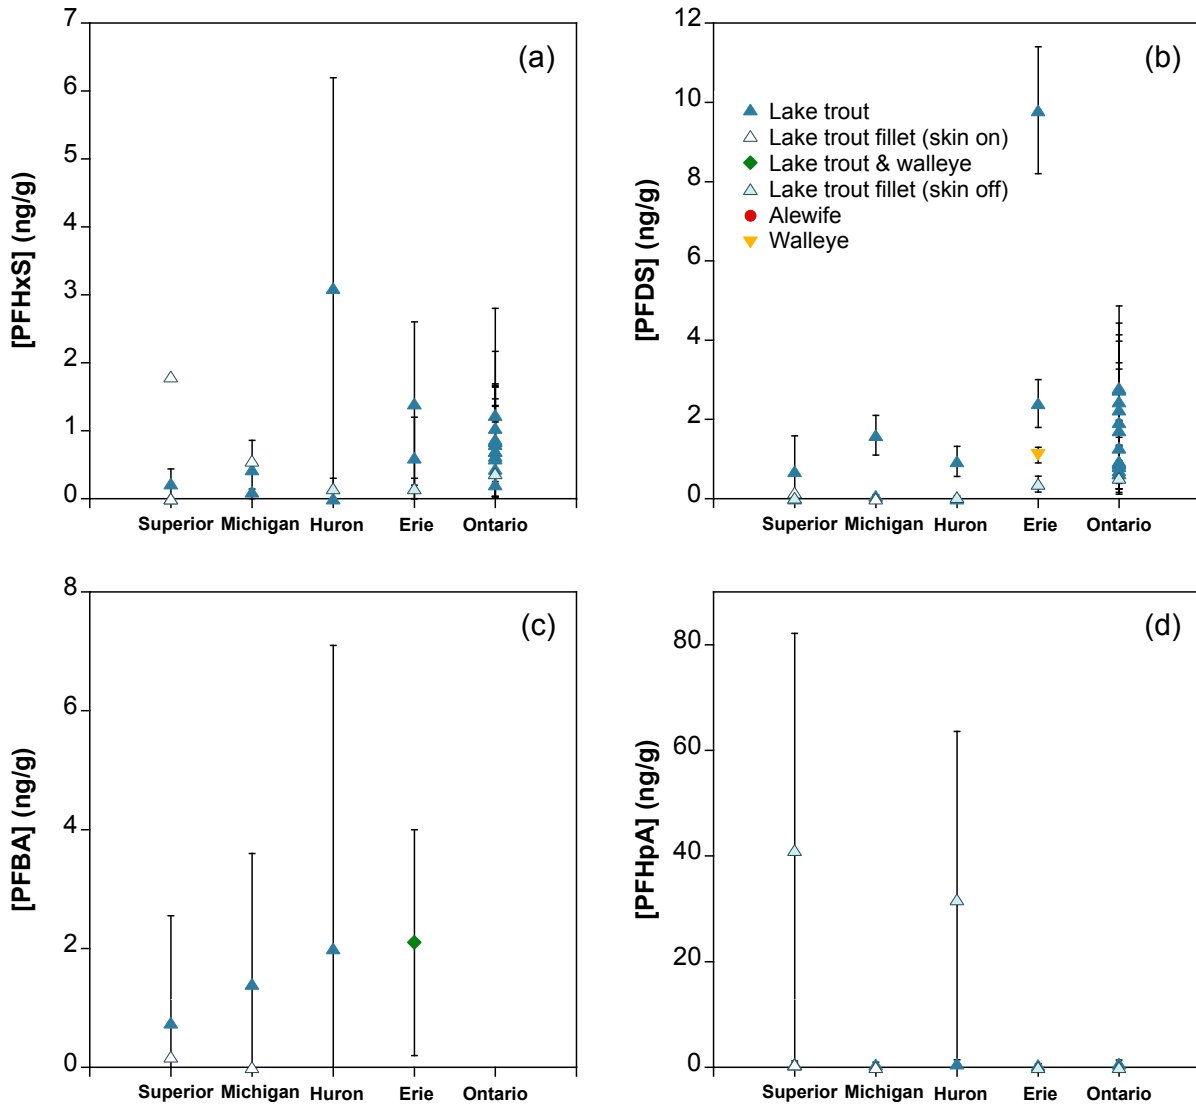 7
6
5
4
3
2
1
0
[PFHxS] (ng/g)
(a)
Superior Michigan Huron Erie Ontario
12
10
8
6
4
2
0
[PFDS] (ng/g)
(b)
Lake trout
Lake trout fillet (skin on)
Lake trout & walleye
Lake trout fillet (skin off)
Alewife
Walleye
Superior Michigan Huron Erie Ontario
8
6
4
2
0
[PFBA] (ng/g)
(c)
Superior Michigan Huron Erie Ontario
80
60
40
20
0
[PFHpA] (ng/g)
(d)
Superior Michigan Huron Erie Ontario